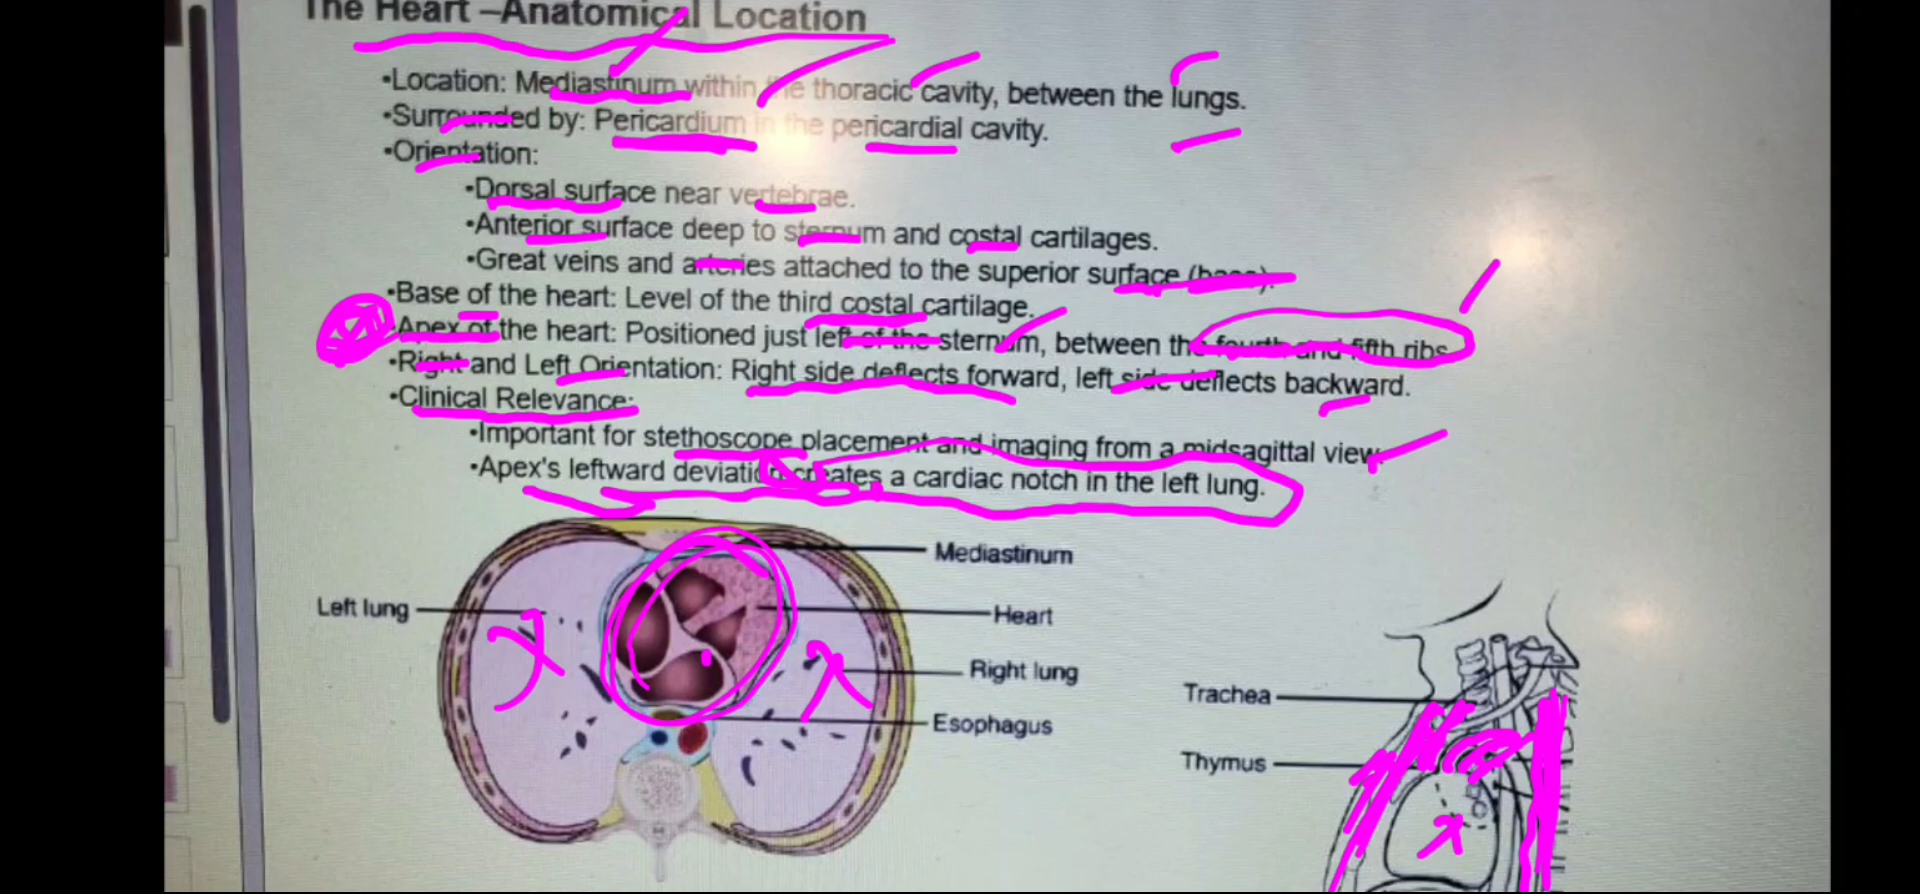 The Heart –Anatomical Location
•Location: Mediastinum within the thoracic cavity, between the lungs.
•Surrounded by: Pericardium in the pericardial cavity.
•Orientation:
•Dorsal surface near vertebrae.
•Anterior surface deep to sternum and costal cartilages.
•Great veins and arteries attached to the superior surface (base).
•Base of the heart: Level of the third costal cartilage.
•Apex of the heart: Positioned just left of the sternum, between the fourth and fifth ribs.
•Right and Left Orientation: Right side deflects forward, left side deflects backward.
•Clinical Relevance:
•Important for stethoscope placement and imaging from a midsagittal view.
•Apex's leftward deviation creates a cardiac notch in the left lung.
Mediastinum
Left lung
Heart
Right lung
Esophagus
Trachea
Thymus